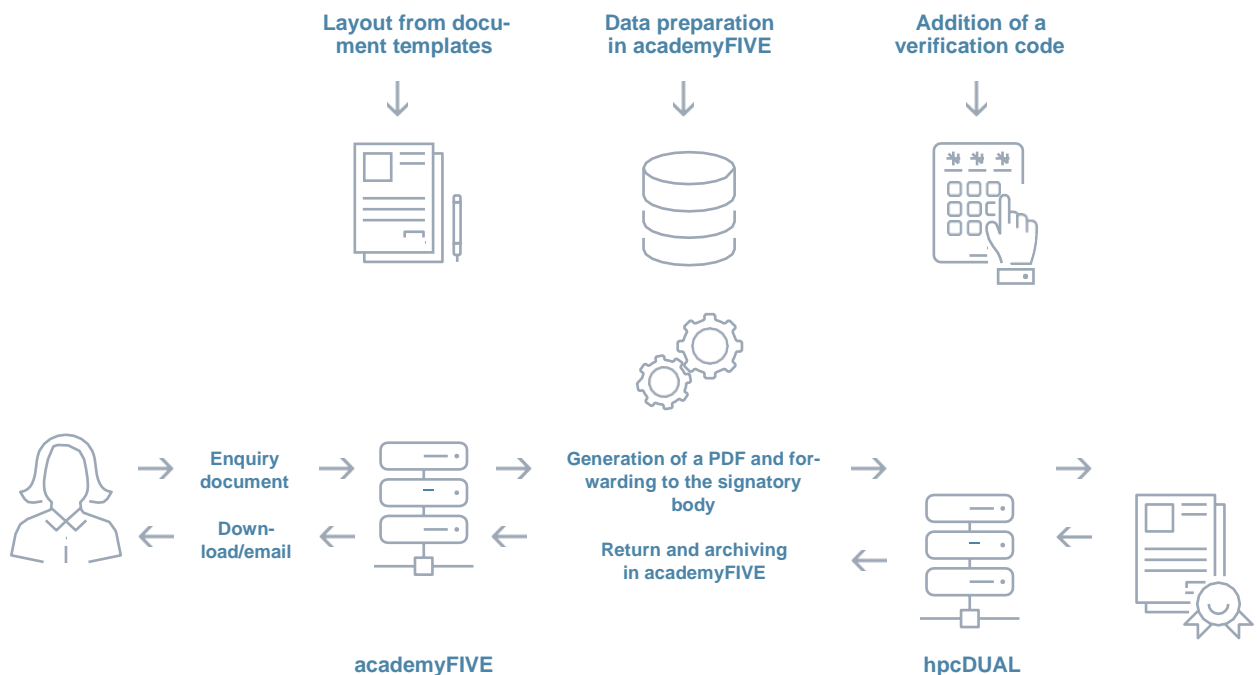 Layout from docu-
ment templates
Data preparation
in academyFIVE
Addition of a
verification code
Enquiry
document
Generation of a PDF and for-
warding to the signatory
body
Down-
load/email
Return and archiving
in academyFIVE
academyFIVE
hpcDUAL